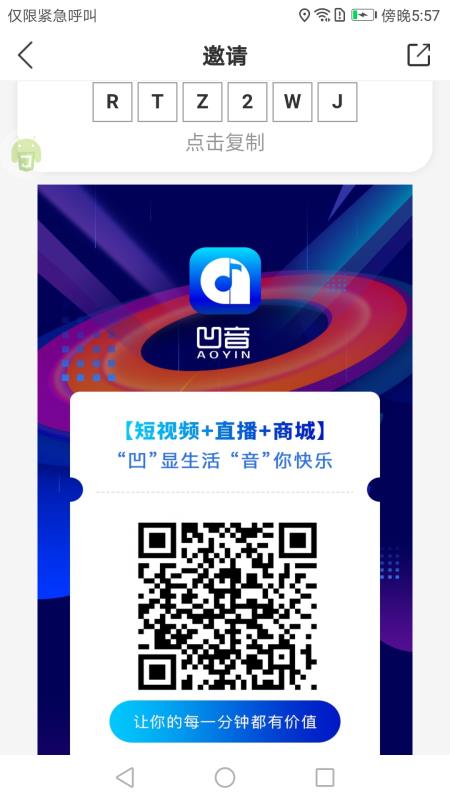 仅限紧急呼叫 傍晚5:57
邀请
R T Z 2 W J
点击复制
凹音
AOYIN
【短视频+直播+商城】
“凹”显生活 “音”你快乐
让你的每一分钟都有价值